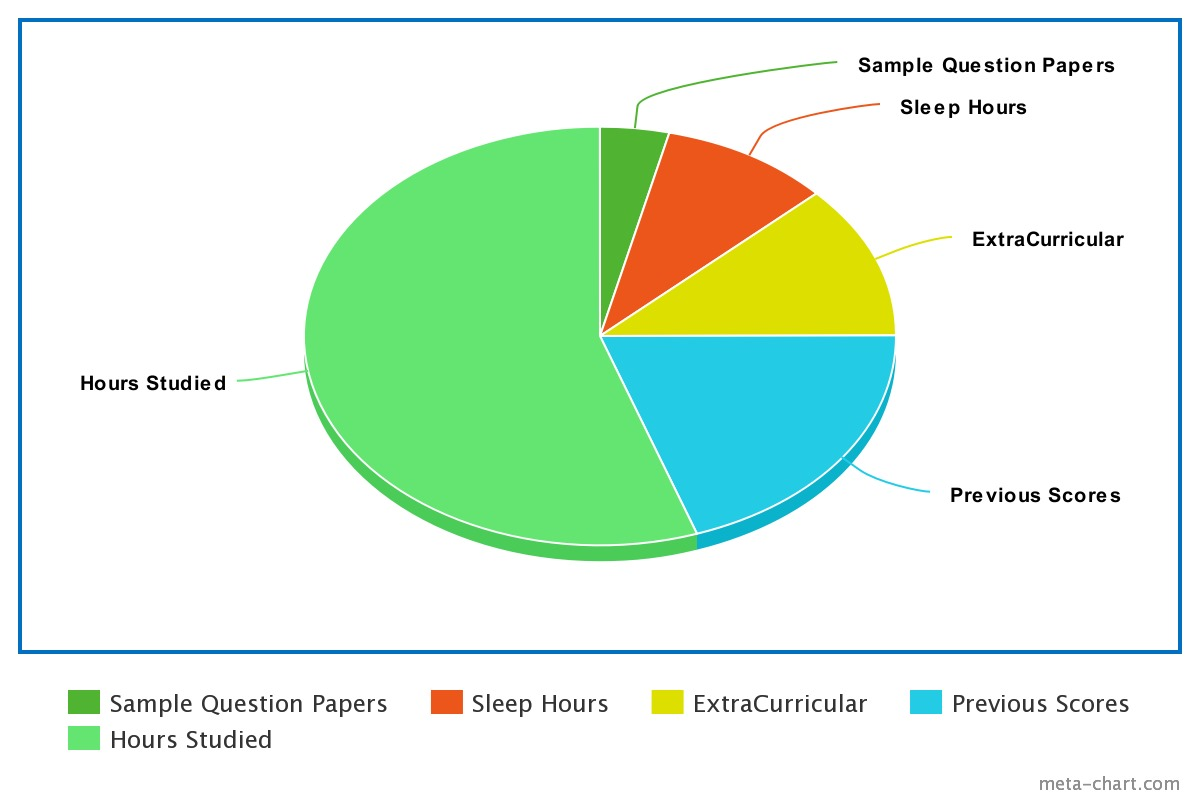 Sample Question Papers
Sleep Hours
ExtraCurricular
Hours Studied
Previous Scores
Sample Question Papers Sleep Hours ExtraCurricular Previous Scores
Hours Studied
meta-chart.com